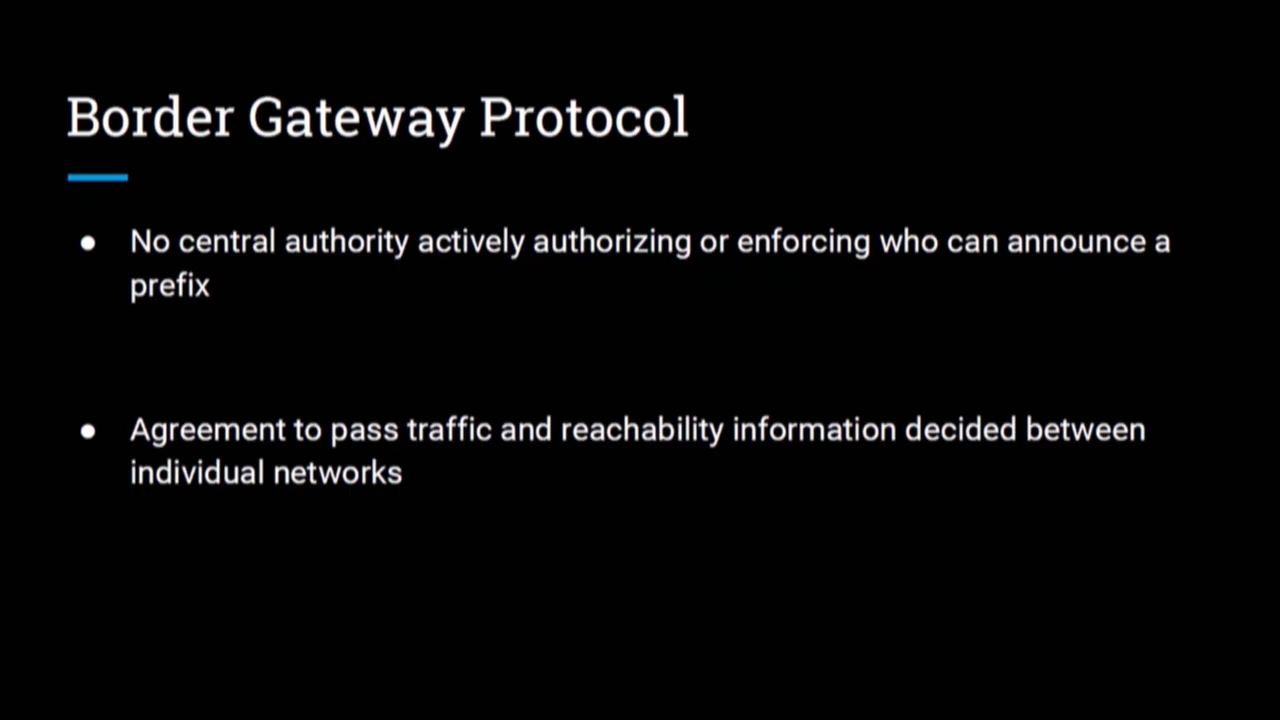 Border Gateway Protocol
● No central authority actively authorizing or enforcing who can announce a
prefix
● Agreement to pass traffic and reachability information decided between
individual networks